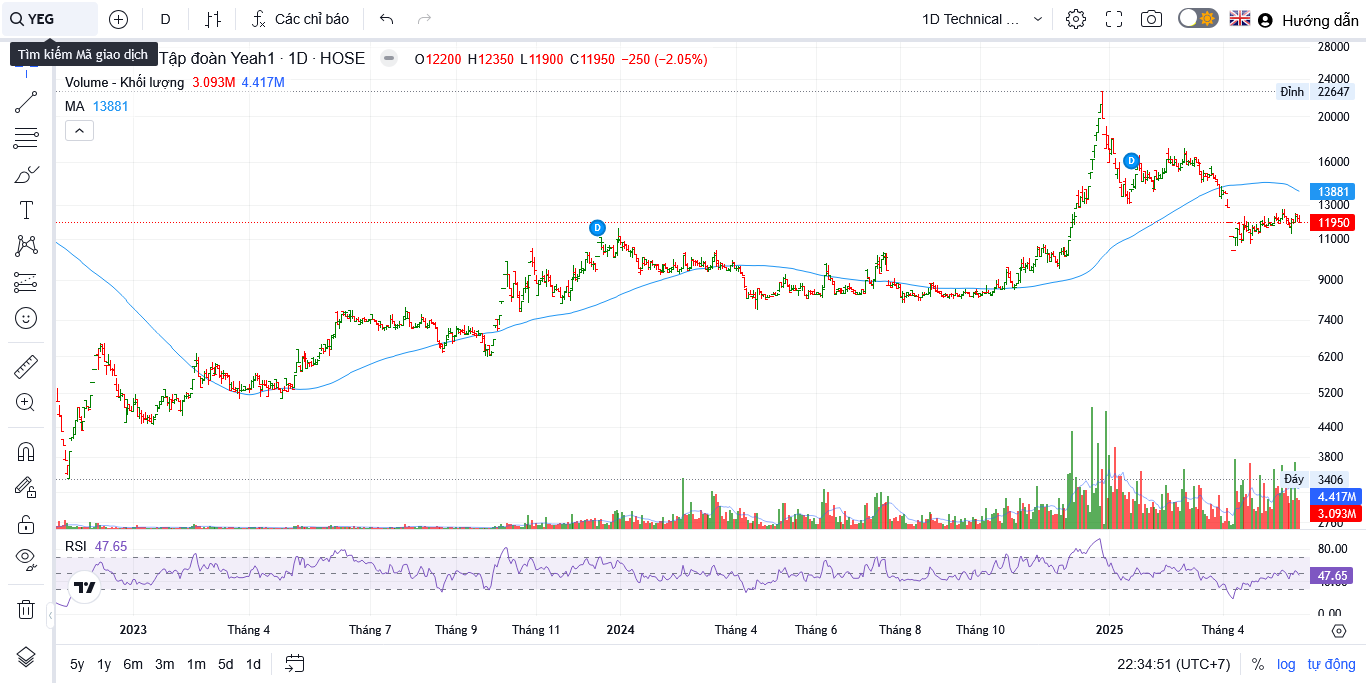 YEG D Các chỉ báo 1D Technical ... Hướng dẫn
Tìm kiếm Mã giao dịch
Tập đoàn Yeah1 · 1D · HOSE O12200 H12350 L11900 C11950 −250 (−2.05%)
Volume - Khối lượng 3.093M 4.417M
MA 13881
28000
24000
Đỉnh 22647
20000
16000
D
13881
13000
D
11950
11000
9000
7400
6200
5200
4400
3800
Đáy 3406
4.417M
3.093M
RSI 47.65
80.00
47.65
0.00
2023 Tháng 4 Tháng 7 Tháng 9 Tháng 11 2024 Tháng 4 Tháng 6 Tháng 8 Tháng 10 2025 Tháng 4
5y 1y 6m 3m 1m 5d 1d 22:34:51 (UTC+7) % log tự động